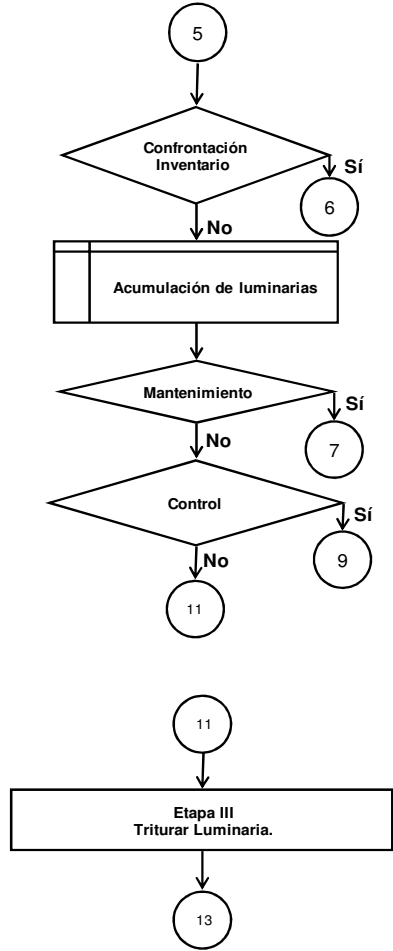 5
Confrontación
Inventario
Sí
6
No
Acumulación de luminarias
Mantenimiento
Sí
7
No
Control
Sí
9
No
11
11
Etapa III
Triturar Luminaria.
13